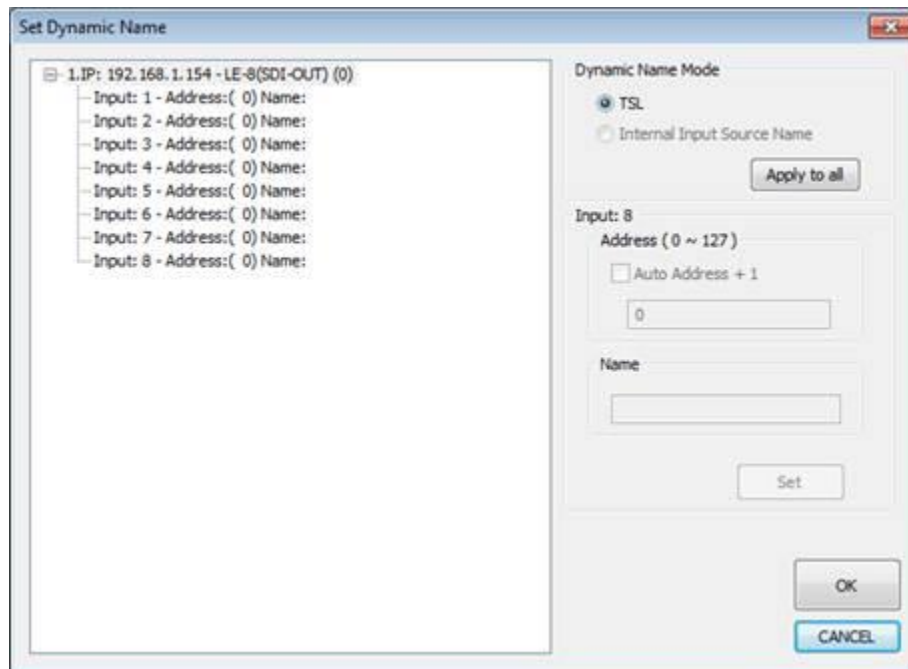 Set Dynamic Name
1.IP: 192.168.1.154 - LE-8(SDI-OUT) (0)
Input: 1 - Address:( 0) Name:
Input: 2 - Address:( 0) Name:
Input: 3 - Address:( 0) Name:
Input: 4 - Address:( 0) Name:
Input: 5 - Address:( 0) Name:
Input: 6 - Address:( 0) Name:
Input: 7 - Address:( 0) Name:
Input: 8 - Address:( 0) Name:
Dynamic Name Mode
TSL
Internal Input Source Name
Apply to all
Input: 8
Address ( 0 ~ 127 )
Auto Address + 1
0
Name
Set
OK
CANCEL